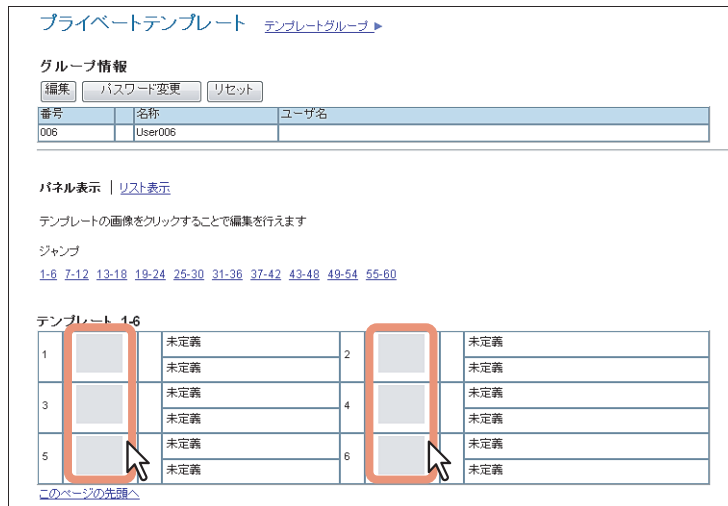 プライベートテンプレート テンプレートグループ ▶
グループ情報
編集 パスワード変更 リセット
番号 名称 ユーザ名
006 User006
パネル表示 | リスト表示
テンプレートの画像をクリックすることで編集を行えます
ジャンプ
1-6 7-12 13-18 19-24 25-30 31-36 37-42 43-48 49-54 55-60
テンプレート 1-6
1 未定義 2 未定義
未定義 未定義
3 未定義 4 未定義
未定義 未定義
5 未定義 6 未定義
未定義 未定義
このページの先頭へ